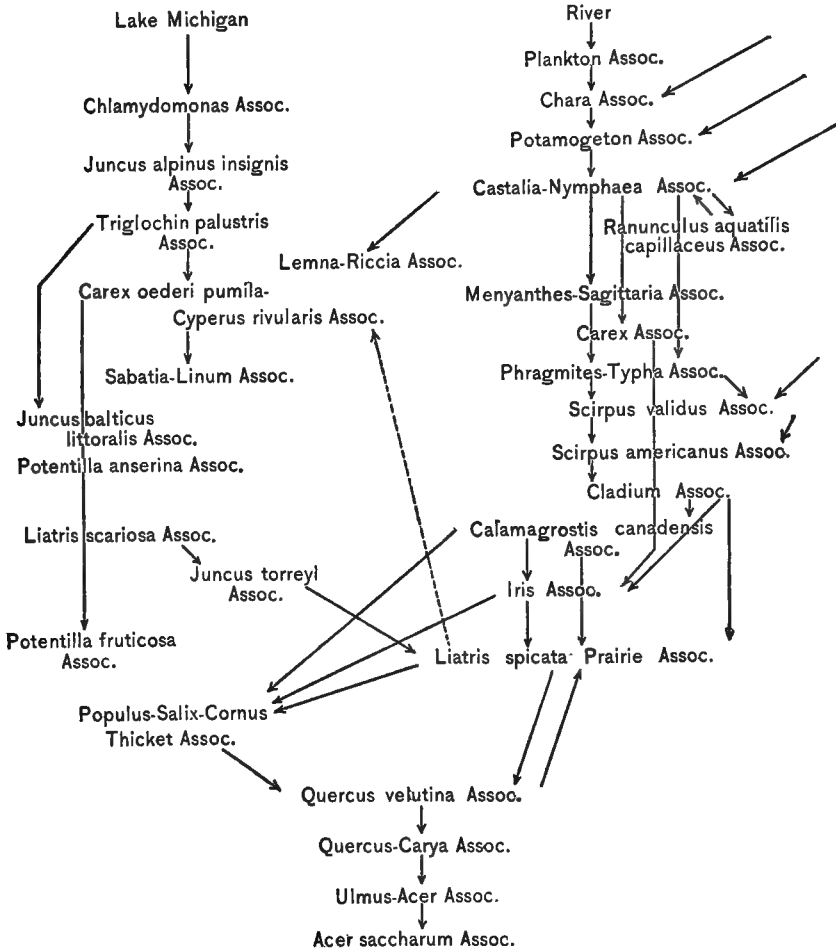 Lake Michigan
Chlamydomonas Assoc.
Juncus alpinus insignis
Assoc.
Triglochin palustris
Assoc.
Carex oederi pumila-
Cyperus rivularis Assoc.
Sabatia-Linum Assoc.
Juncus balticus
littoralis Assoc.
Potentilla anserina Assoc.
Liatris scariosa Assoc.
Juncus torreyi
Assoc.
Potentilla fruticosa
Assoc.
Populus-Salix-Cornus
Thicket Assoc.
River
Plankton Assoc.
Chara Assoc.
Potamogeton Assoc.
Castalia-Nymphaea Assoc.
Ranunculus aquatilis
capillaceus Assoc.
Lemna-Riccia Assoc.
Menyanthes-Sagittaria Assoc.
Carex Assoc.
Phragmites-Typha Assoc.
Scirpus validus Assoc.
Scirpus americanus Assoo.
Cladium Assoc.
Calamagrostis canadensis
Assoc.
Iris Assoo.
Liatris spicata Prairie Assoc.
Quercus velutina Assoo.
Quercus-Carya Assoc.
Ulmus-Acer Assoc.
Acer saccharum Assoc.